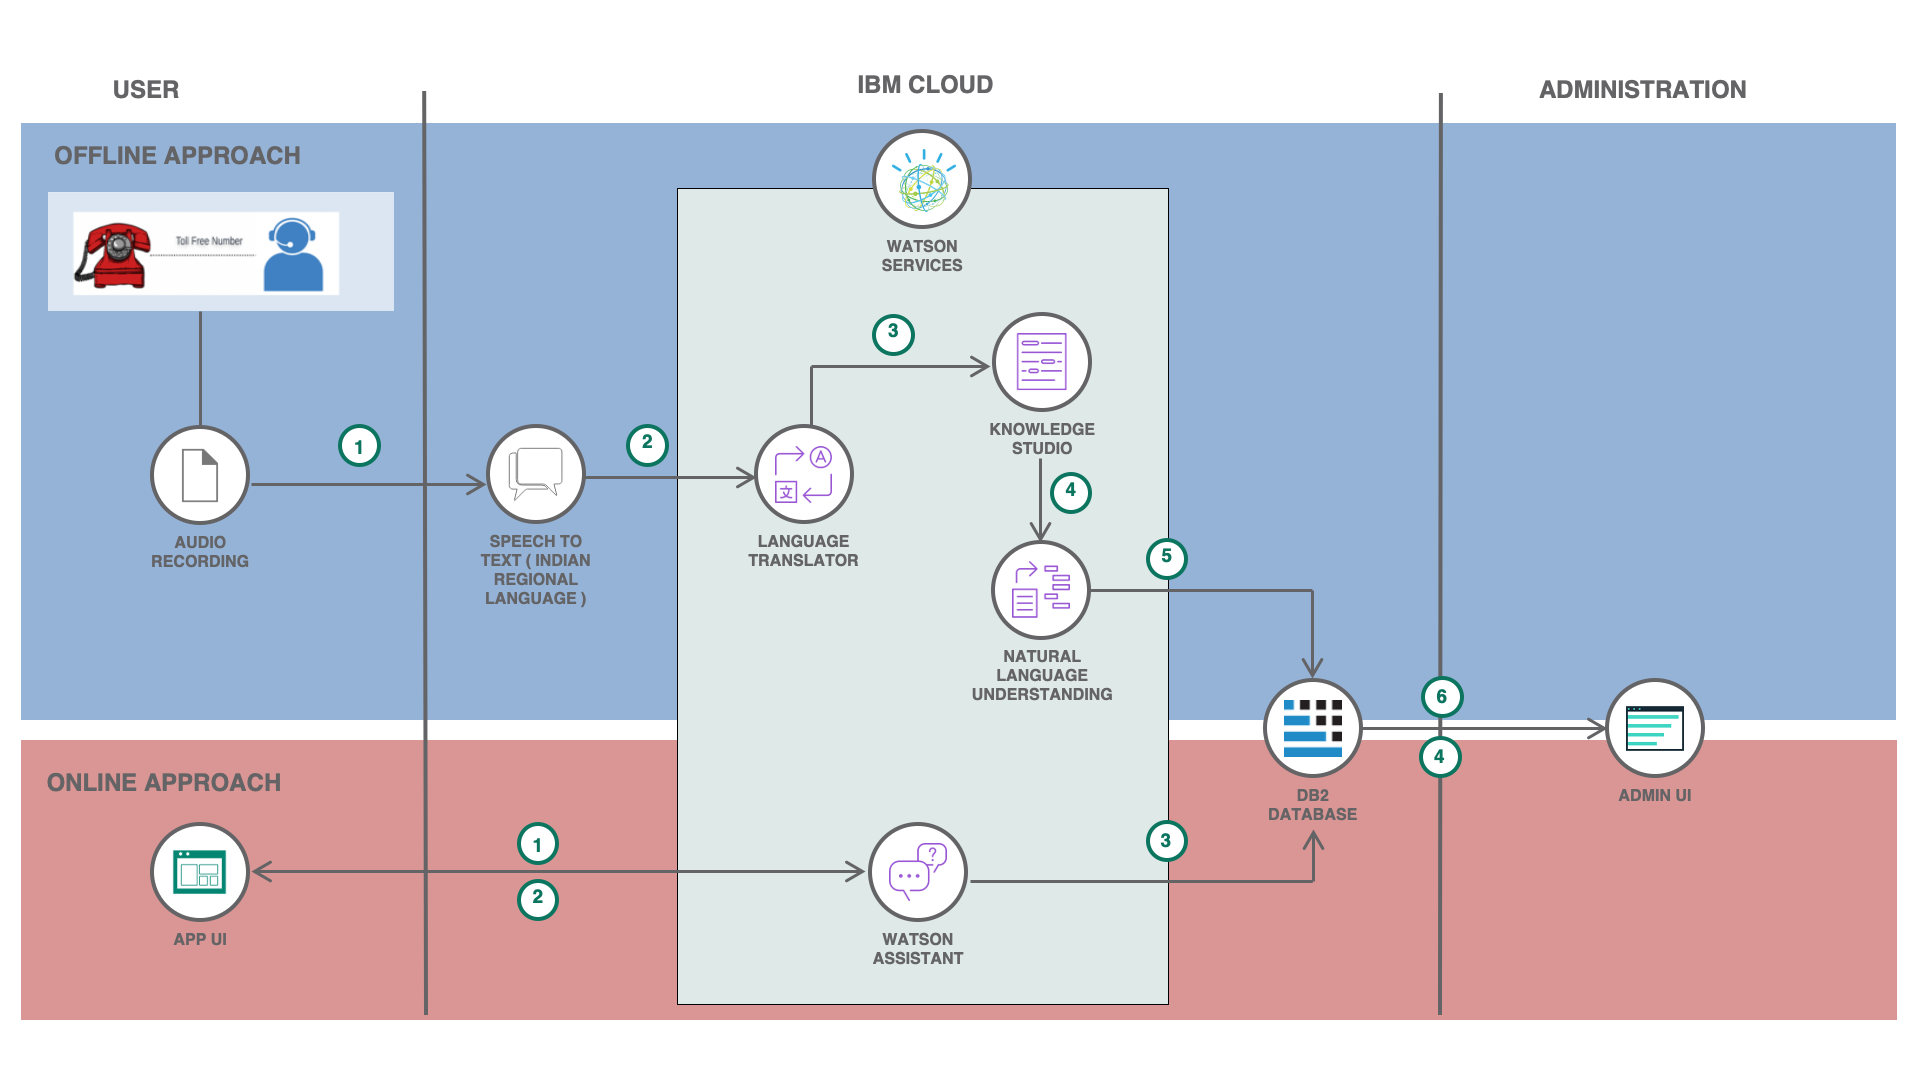 USER
IBM CLOUD
ADMINISTRATION
OFFLINE APPROACH
Toll Free Number
WATSON
SERVICES
3
KNOWLEDGE
STUDIO
1
2
A
文
4
AUDIO
RECORDING
SPEECH TO
TEXT ( INDIAN
REGIONAL
LANGUAGE )
LANGUAGE
TRANSLATOR
5
NATURAL
LANGUAGE
UNDERSTANDING
6
4
DB2
DATABASE
ADMIN UI
ONLINE APPROACH
1
2
3
?
APP UI
WATSON
ASSISTANT